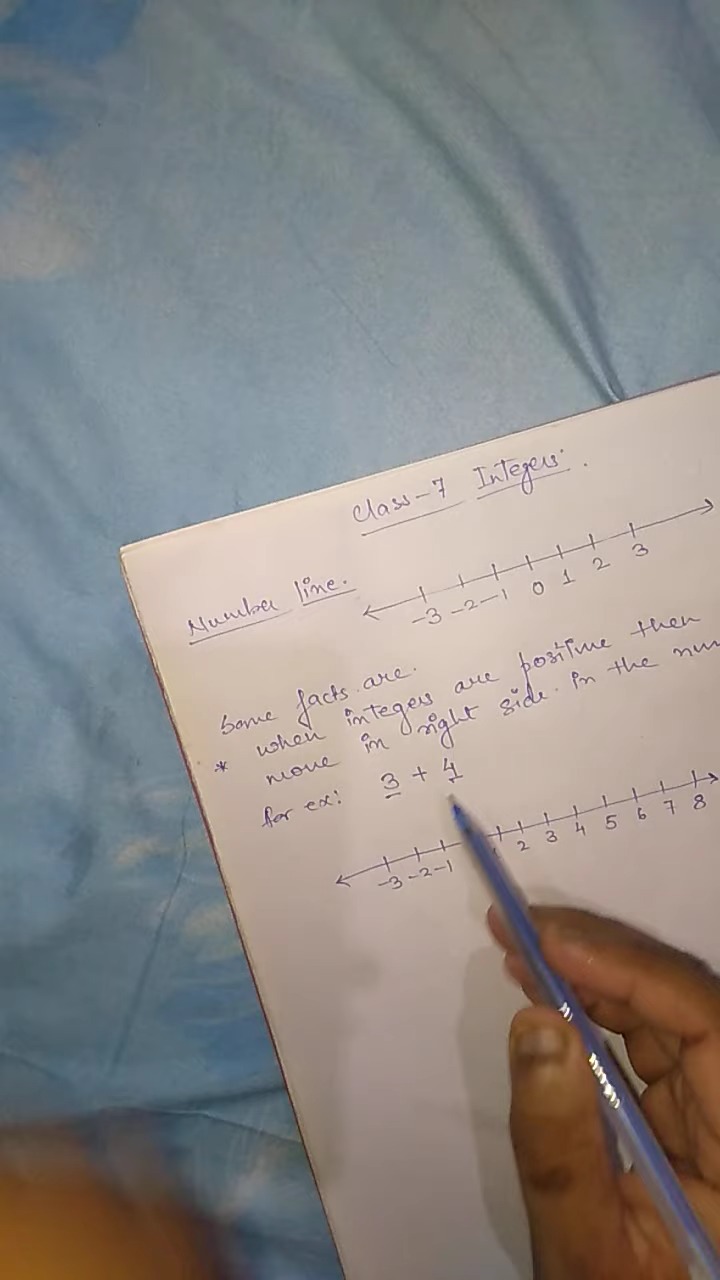 Class-7 Integers.
Number line.
-3 -2 -1 0 1 2 3
Some facts are.
* when integers are positive then
move in right side in the num
for ex: 3 + 4
-3 -2 -1 1 2 3 4 5 6 7 8